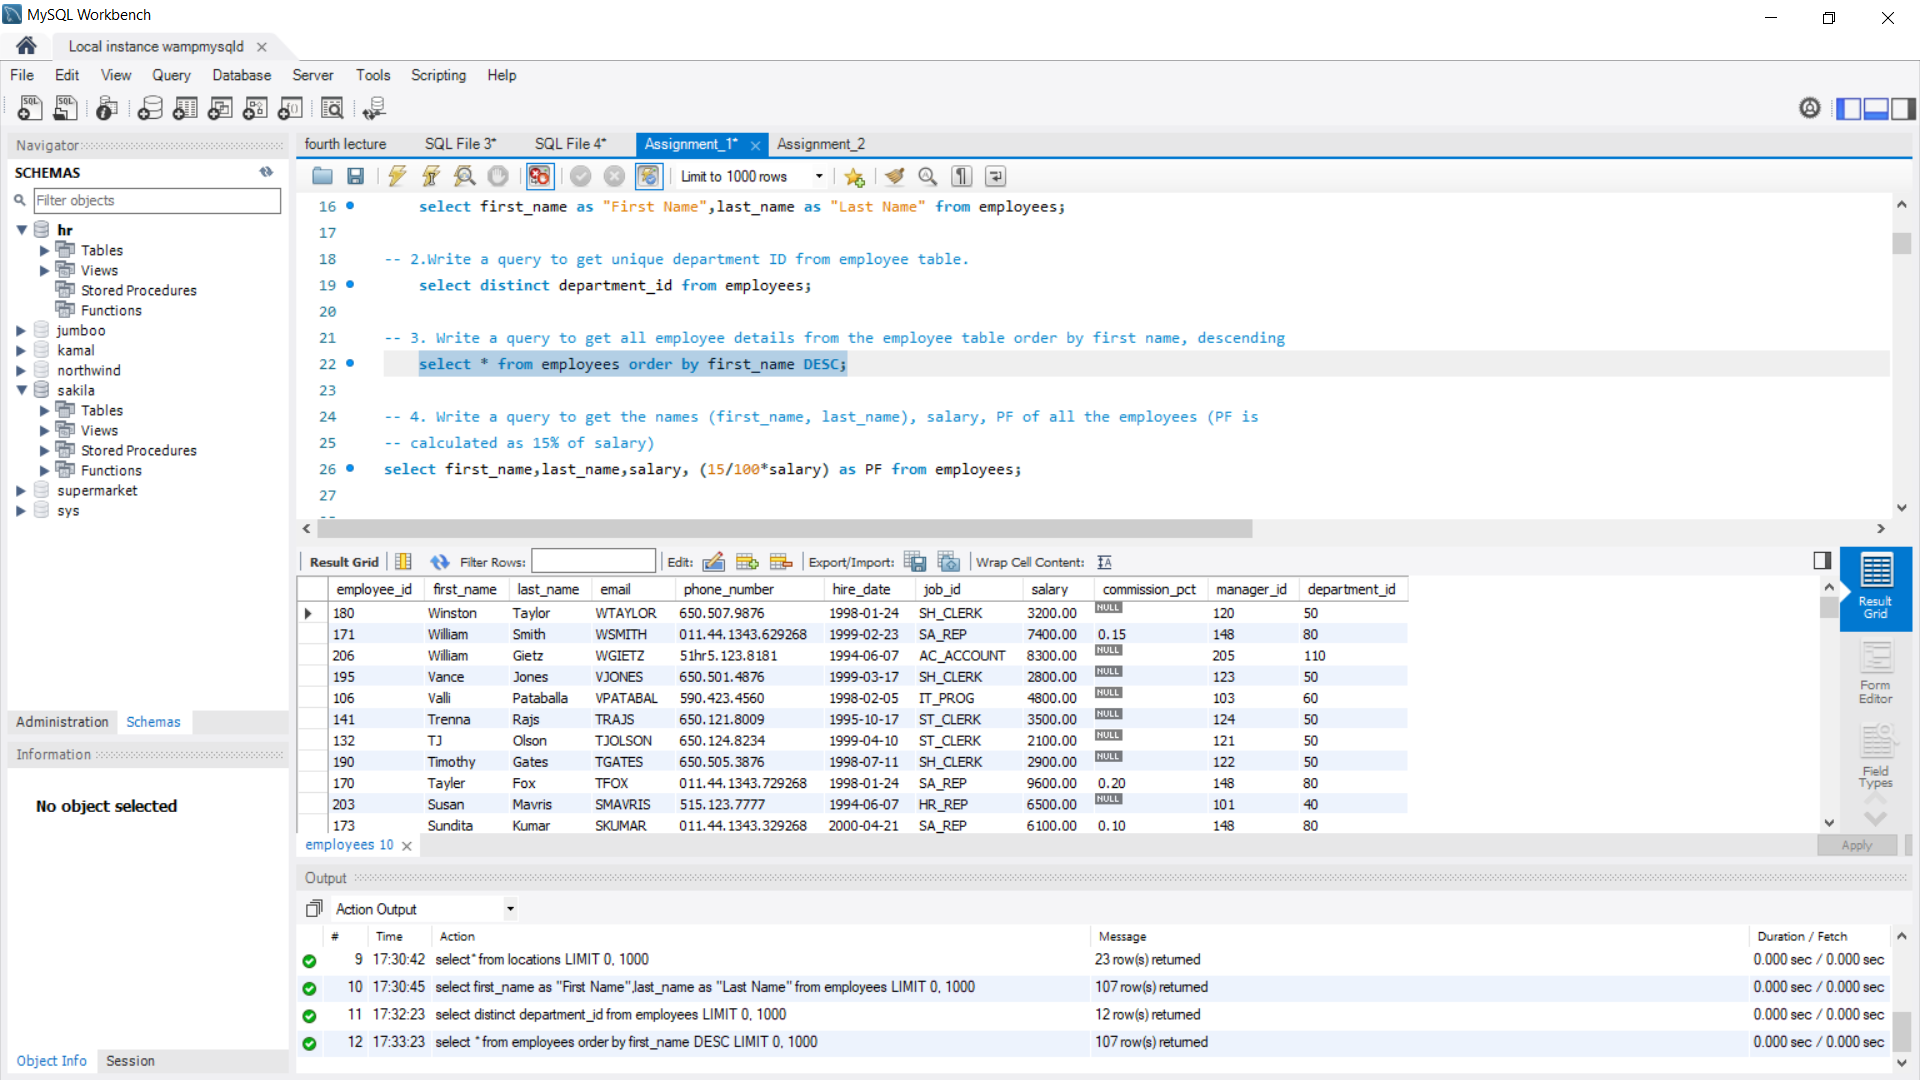 MySQL Workbench
Local instance wampmysqld
File Edit View Query Database Server Tools Scripting Help
Navigator
SCHEMAS
Filter objects
hr
Tables
Views
Stored Procedures
Functions
jumboo
kamal
northwind
sakila
Tables
Views
Stored Procedures
Functions
supermarket
sys
Administration Schemas
Information
No object selected
Object Info Session
fourth lecture SQL File 3* SQL File 4* Assignment_1* Assignment_2
Limit to 1000 rows
16 select first_name as "First Name",last_name as "Last Name" from employees;
17
18 -- 2.Write a query to get unique department ID from employee table.
19 select distinct department_id from employees;
20
21 -- 3. Write a query to get all employee details from the employee table order by first name, descending
22 select * from employees order by first_name DESC;
23
24 -- 4. Write a query to get the names (first_name, last_name), salary, PF of all the employees (PF is
25 -- calculated as 15% of salary)
26 select first_name,last_name,salary, (15/100*salary) as PF from employees;
27
Result Grid Filter Rows: Edit: Export/Import: Wrap Cell Content:
employee_id first_name last_name email phone_number hire_date job_id salary commission_pct manager_id department_id
180 Winston Taylor WTAYLOR 650.507.9876 1998-01-24 SH_CLERK 3200.00 NULL 120 50
171 William Smith WSMITH 011.44.1343.629268 1999-02-23 SA_REP 7400.00 0.15 148 80
206 William Gietz WGIETZ 51hr5.123.8181 1994-06-07 AC_ACCOUNT 8300.00 NULL 205 110
195 Vance Jones VJONES 650.501.4876 1999-03-17 SH_CLERK 2800.00 NULL 123 50
106 Valli Pataballa VPATABAL 590.423.4560 1998-02-05 IT_PROG 4800.00 NULL 103 60
141 Trenna Rajs TRAJS 650.121.8009 1995-10-17 ST_CLERK 3500.00 NULL 124 50
132 TJ Olson TJOLSON 650.124.8234 1999-04-10 ST_CLERK 2100.00 NULL 121 50
190 Timothy Gates TGATES 650.505.3876 1998-07-11 SH_CLERK 2900.00 NULL 122 50
170 Tayler Fox TFOX 011.44.1343.729268 1998-01-24 SA_REP 9600.00 0.20 148 80
203 Susan Mavris SMAVRIS 515.123.7777 1994-06-07 HR_REP 6500.00 NULL 101 40
173 Sundita Kumar SKUMAR 011.44.1343.329268 2000-04-21 SA_REP 6100.00 0.10 148 80
Result
Grid
Form
Editor
Field
Types
employees 10
Apply
Output
Action Output
# Time Action Message Duration / Fetch
9 17:30:42 select* from locations LIMIT 0, 1000 23 row(s) returned 0.000 sec / 0.000 sec
10 17:30:45 select first_name as "First Name",last_name as "Last Name" from employees LIMIT 0, 1000 107 row(s) returned 0.000 sec / 0.000 sec
11 17:32:23 select distinct department_id from employees LIMIT 0, 1000 12 row(s) returned 0.000 sec / 0.000 sec
12 17:33:23 select * from employees order by first_name DESC LIMIT 0, 1000 107 row(s) returned 0.000 sec / 0.000 sec